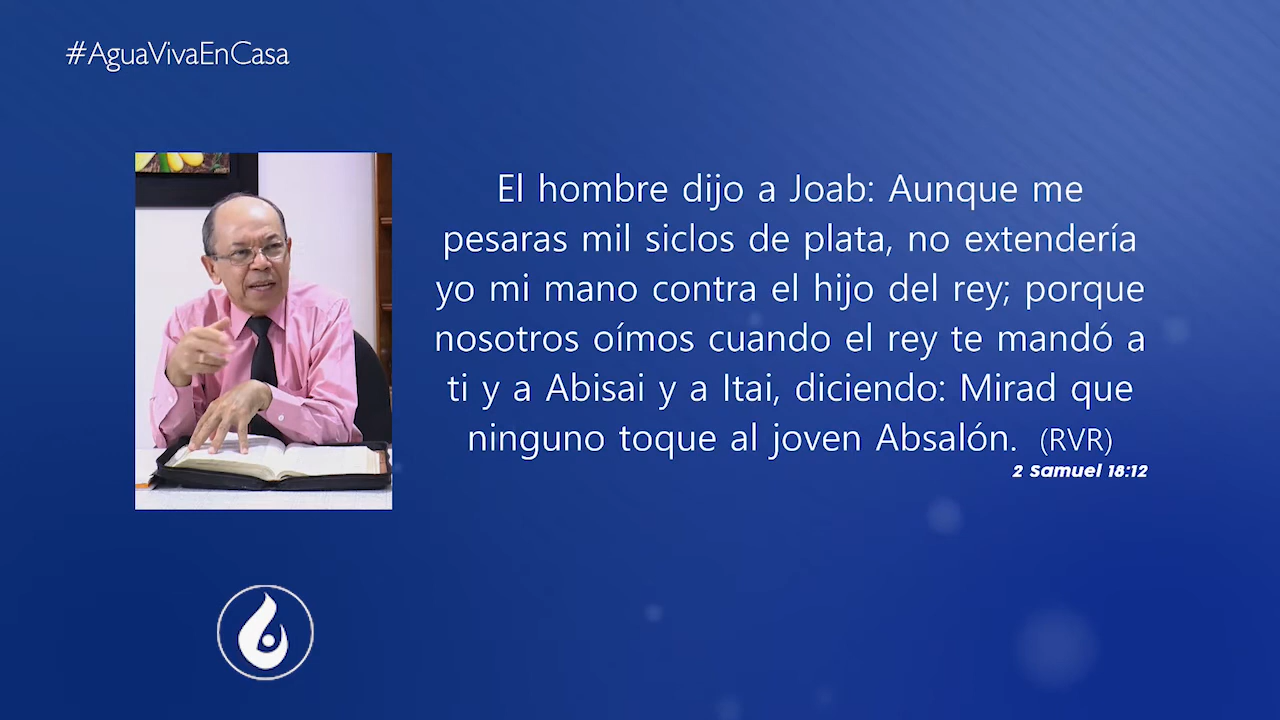 #AguaVivaEnCasa
El hombre dijo a Joab: Aunque me
pesaras mil siclos de plata, no extendería
yo mi mano contra el hijo del rey; porque
nosotros oímos cuando el rey te mandó a
ti y a Abisai y a Itai, diciendo: Mirad que
ninguno toque al joven Absalón. (RVR)
2 Samuel 18:12